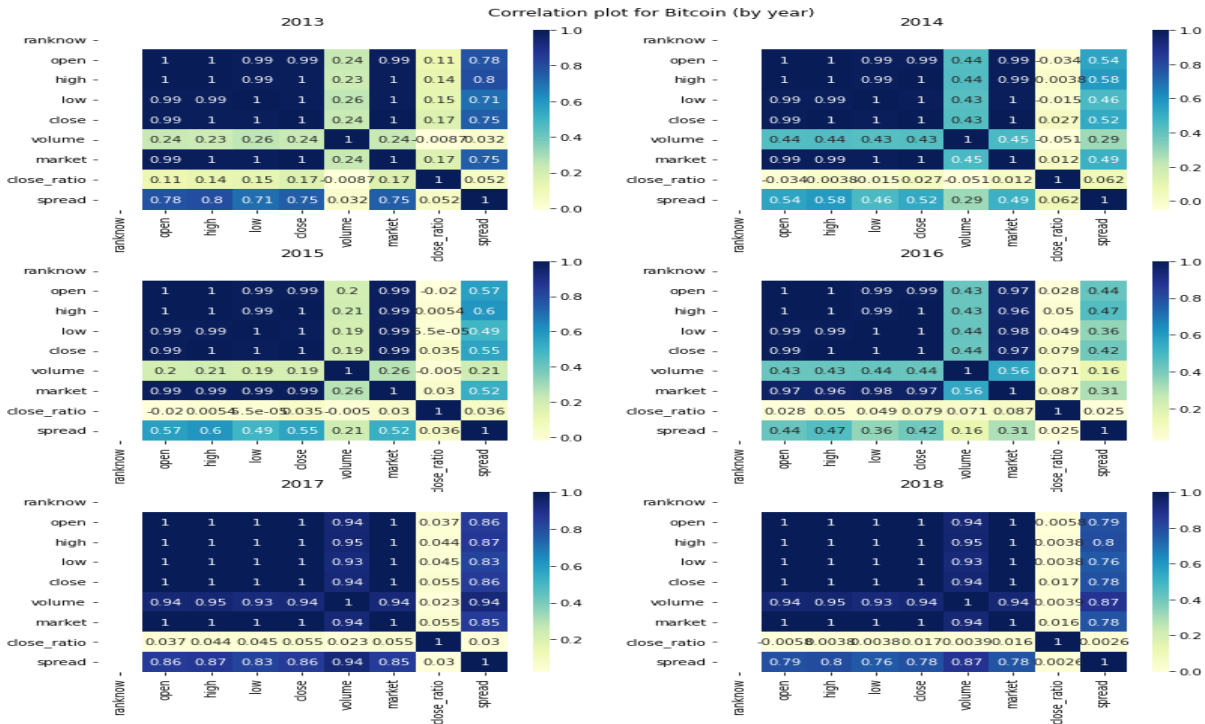 Correlation plot for Bitcoin (by year)
2013
ranknow
open 1 1 0.99 0.99 0.24 0.99 0.11 0.78
high 1 1 0.99 1 0.23 1 0.14 0.8
low 0.99 0.99 1 1 0.26 1 0.15 0.71
close 0.99 1 1 1 0.24 1 0.17 0.75
volume 0.24 0.23 0.26 0.24 1 0.24 -0.0087 0.032
market 0.99 1 1 1 0.24 1 0.17 0.75
close_ratio 0.11 0.14 0.15 0.17 -0.0087 0.17 1 0.052
spread 0.78 0.8 0.71 0.75 0.032 0.75 0.052 1
ranknow open high low close volume market close_ratio spread
1.0
0.8
0.6
0.4
0.2
0.0
2014
ranknow
open 1 1 0.99 0.99 0.44 0.99 -0.034 0.54
high 1 1 0.99 1 0.44 0.99 0.0038 0.58
low 0.99 0.99 1 1 0.43 1 -0.015 0.46
close 0.99 1 1 1 0.43 1 0.027 0.52
volume 0.44 0.44 0.43 0.43 1 0.45 -0.051 0.29
market 0.99 0.99 1 1 0.45 1 0.012 0.49
close_ratio -0.034 -0.0038 -0.015 0.027 -0.051 0.012 1 0.062
spread 0.54 0.58 0.46 0.52 0.29 0.49 0.062 1
ranknow open high low close volume market close_ratio spread
1.0
0.8
0.6
0.4
0.2
0.0
2015
ranknow
open 1 1 0.99 0.99 0.2 0.99 -0.02 0.57
high 1 1 0.99 1 0.21 0.99 0.0054 0.6
low 0.99 0.99 1 1 0.19 0.99 5.5e-05 0.49
close 0.99 1 1 1 0.19 0.99 0.035 0.55
volume 0.2 0.21 0.19 0.19 1 0.26 -0.005 0.21
market 0.99 0.99 0.99 0.99 0.26 1 0.03 0.52
close_ratio -0.02 0.0054 5.5e-05 0.035 -0.005 0.03 1 0.036
spread 0.57 0.6 0.49 0.55 0.21 0.52 0.036 1
ranknow open high low close volume market close_ratio spread
1.0
0.8
0.6
0.4
0.2
0.0
2016
ranknow
open 1 1 0.99 0.99 0.43 0.97 0.028 0.44
high 1 1 0.99 1 0.43 0.96 0.05 0.47
low 0.99 0.99 1 1 0.44 0.98 0.049 0.36
close 0.99 1 1 1 0.44 0.97 0.079 0.42
volume 0.43 0.43 0.44 0.44 1 0.56 0.071 0.16
market 0.97 0.96 0.98 0.97 0.56 1 0.087 0.31
close_ratio 0.028 0.05 0.049 0.079 0.071 0.087 1 0.025
spread 0.44 0.47 0.36 0.42 0.16 0.31 0.025 1
ranknow open high low close volume market close_ratio spread
1.0
0.8
0.6
0.4
0.2
2017
ranknow
open 1 1 1 1 0.94 1 0.037 0.86
high 1 1 1 1 0.95 1 0.044 0.87
low 1 1 1 1 0.93 1 0.045 0.83
close 1 1 1 1 0.94 1 0.055 0.86
volume 0.94 0.95 0.93 0.94 1 0.94 0.023 0.94
market 1 1 1 1 0.94 1 0.055 0.85
close_ratio 0.037 0.044 0.045 0.055 0.023 0.055 1 0.03
spread 0.86 0.87 0.83 0.86 0.94 0.85 0.03 1
ranknow open high low close volume market close_ratio spread
1.0
0.8
0.6
0.4
0.2
2018
ranknow
open 1 1 1 1 0.94 1 0.0058 0.79
high 1 1 1 1 0.95 1 0.0038 0.8
low 1 1 1 1 0.93 1 0.0038 0.76
close 1 1 1 1 0.94 1 0.017 0.78
volume 0.94 0.95 0.93 0.94 1 0.94 0.0039 0.87
market 1 1 1 1 0.94 1 0.016 0.78
close_ratio -0.0058 0.0038 0.0038 0.017 0.0039 0.016 1 0.0026
spread 0.79 0.8 0.76 0.78 0.87 0.78 0.0026 1
ranknow open high low close volume market close_ratio spread
1.0
0.8
0.6
0.4
0.2
0.0